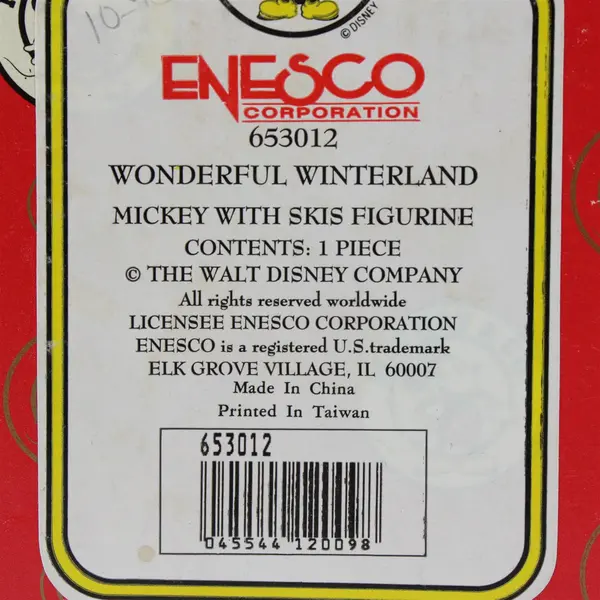 © DISNEY
ENESCO
CORPORATION
653012
WONDERFUL WINTERLAND
MICKEY WITH SKIS FIGURINE
CONTENTS: 1 PIECE
© THE WALT DISNEY COMPANY
All rights reserved worldwide
LICENSEE ENESCO CORPORATION
ENESCO is a registered U.S.trademark
ELK GROVE VILLAGE, IL 60007
Made In China
Printed In Taiwan
653012
045544 120098